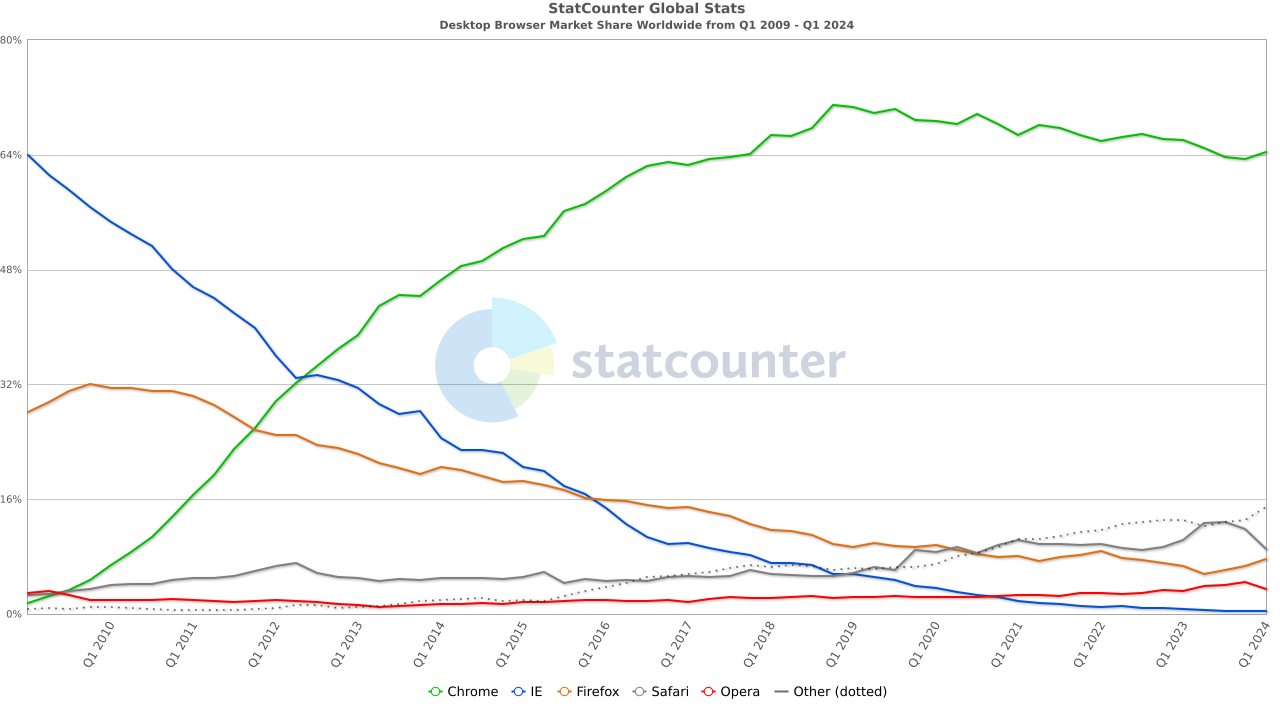 StatCounter Global Stats
Desktop Browser Market Share Worldwide from Q1 2009 - Q1 2024
80%
64%
48%
32%
16%
0%
statcounter
Q1 2010 Q1 2011 Q1 2012 Q1 2013 Q1 2014 Q1 2015 Q1 2016 Q1 2017 Q1 2018 Q1 2019 Q1 2020 Q1 2021 Q1 2022 Q1 2023 Q1 2024
Chrome IE Firefox Safari Opera Other (dotted)